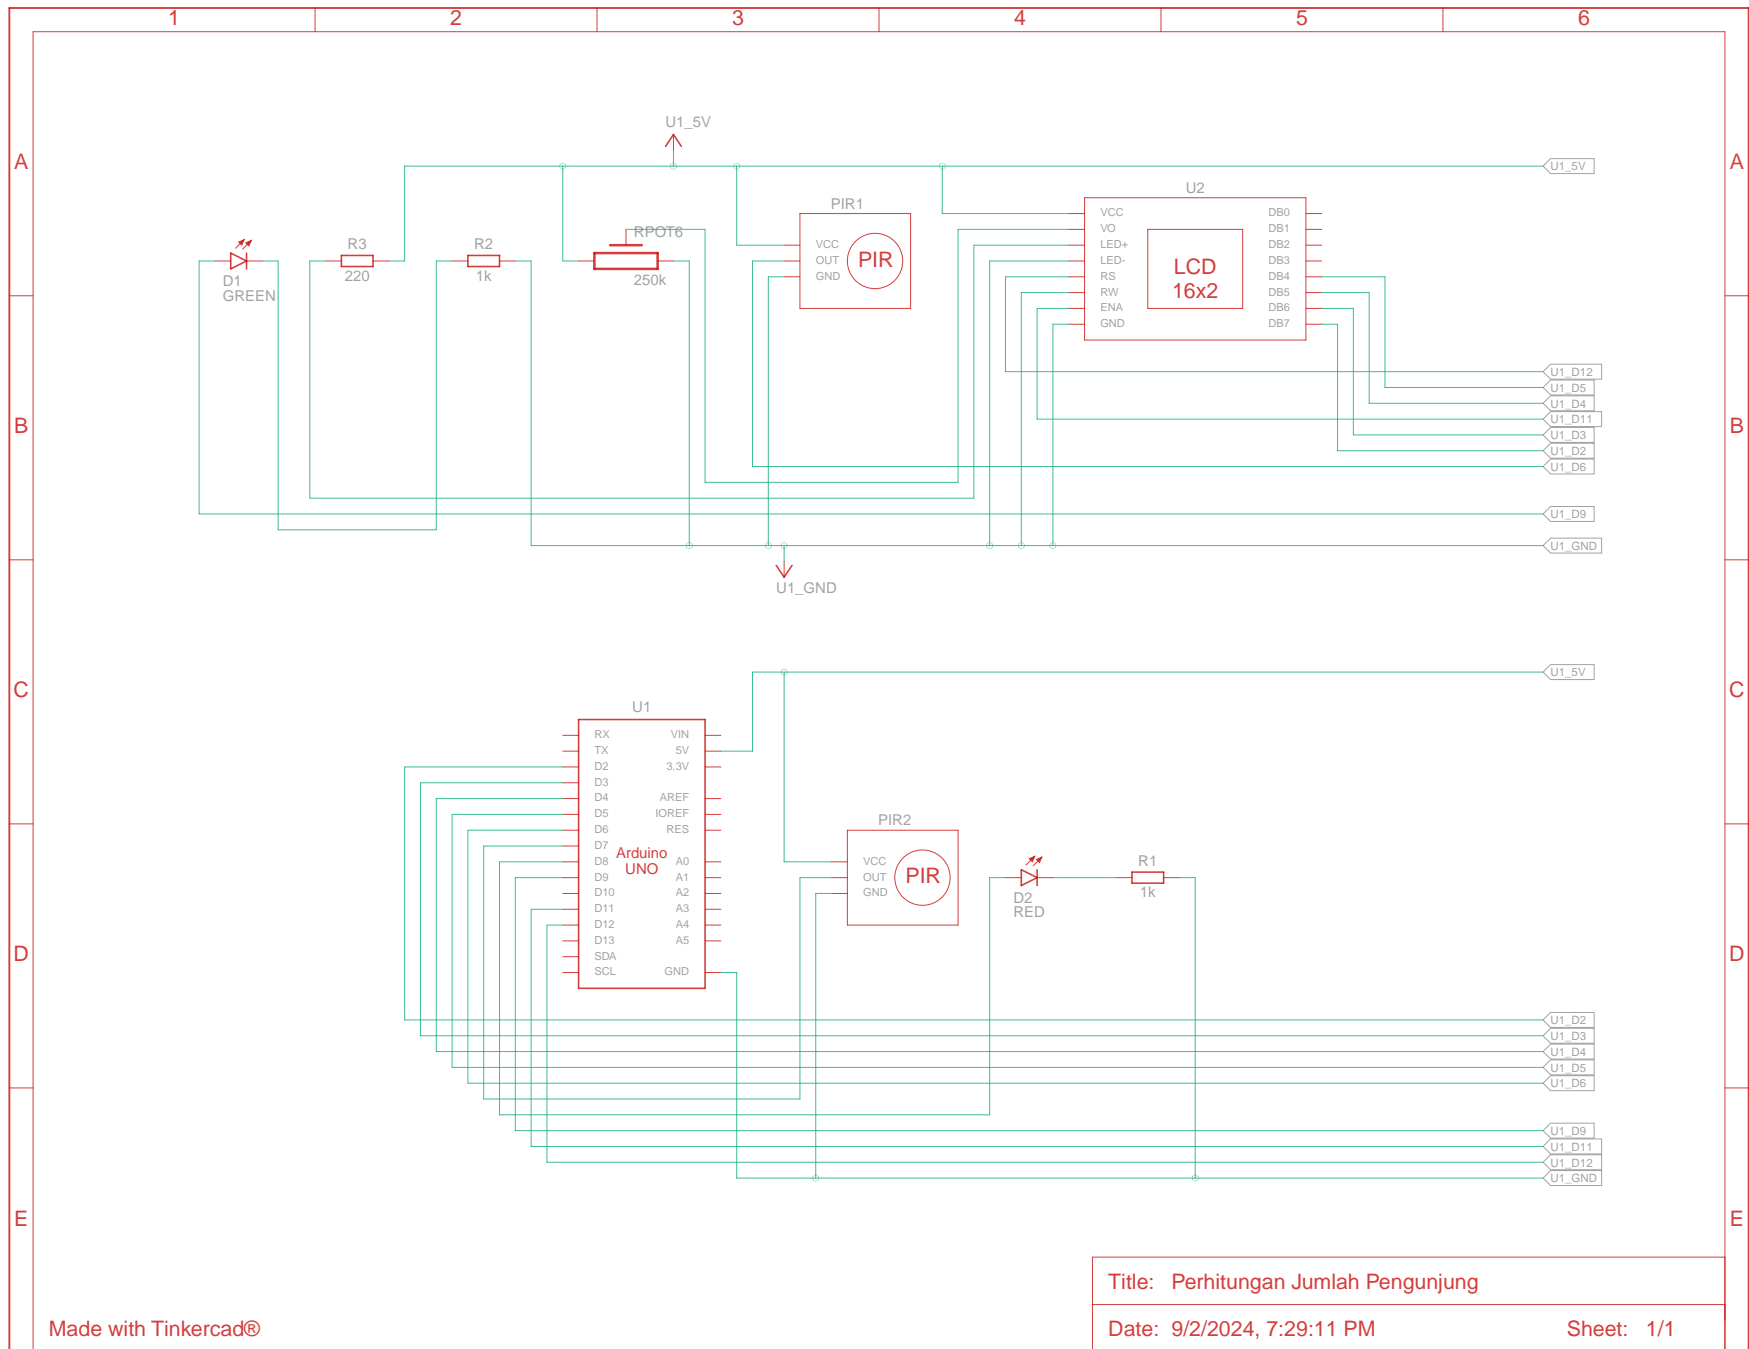 1 2 3 4 5 6
A A
B B
C C
D D
E E
U1_5V
U1_5V
D1
GREEN
R3
220
R2
1k
RPOT6
250k
PIR1
VCC
OUT
GND
PIR
U2
VCC DB0
VO DB1
LED+ DB2
LED- DB3
RS DB4
RW DB5
ENA DB6
GND DB7
LCD
16x2
U1_D12
U1_D5
U1_D4
U1_D11
U1_D3
U1_D2
U1_D6
U1_D9
U1_GND
U1_GND
U1_5V
U1
RX VIN
TX 5V
D2 3.3V
D3
D4 AREF
D5 IOREF
D6 RES
D7
D8 A0
D9 A1
D10 A2
D11 A3
D12 A4
D13 A5
SDA
SCL GND
Arduino
UNO
PIR2
VCC
OUT
GND
PIR
D2
RED
R1
1k
U1_D2
U1_D3
U1_D4
U1_D5
U1_D6
U1_D9
U1_D11
U1_D12
U1_GND
Title: Perhitungan Jumlah Pengunjung
Made with Tinkercad®
Date: 9/2/2024, 7:29:11 PM Sheet: 1/1